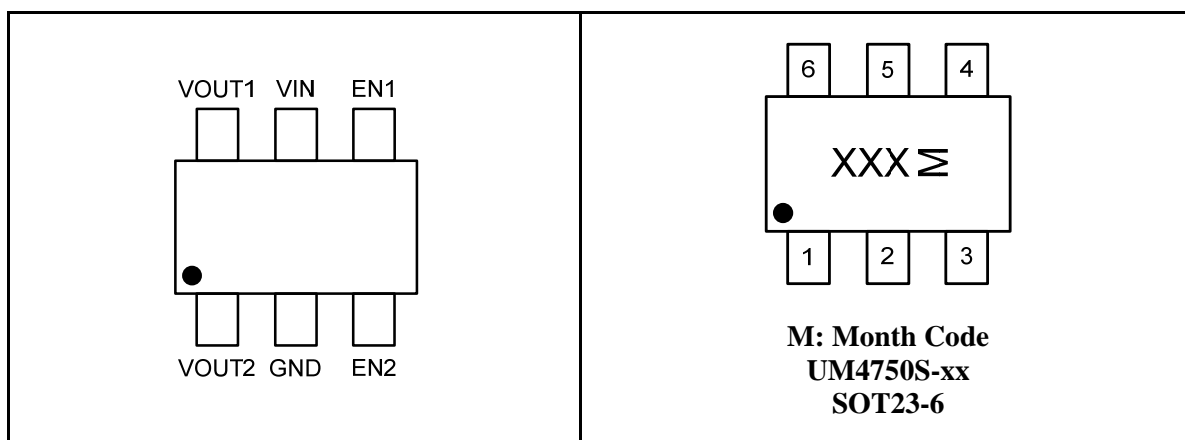 VOUT1 VIN EN1
VOUT2 GND EN2
6 5 4
XXX M
1 2 3
M: Month Code
UM4750S-xx
SOT23-6